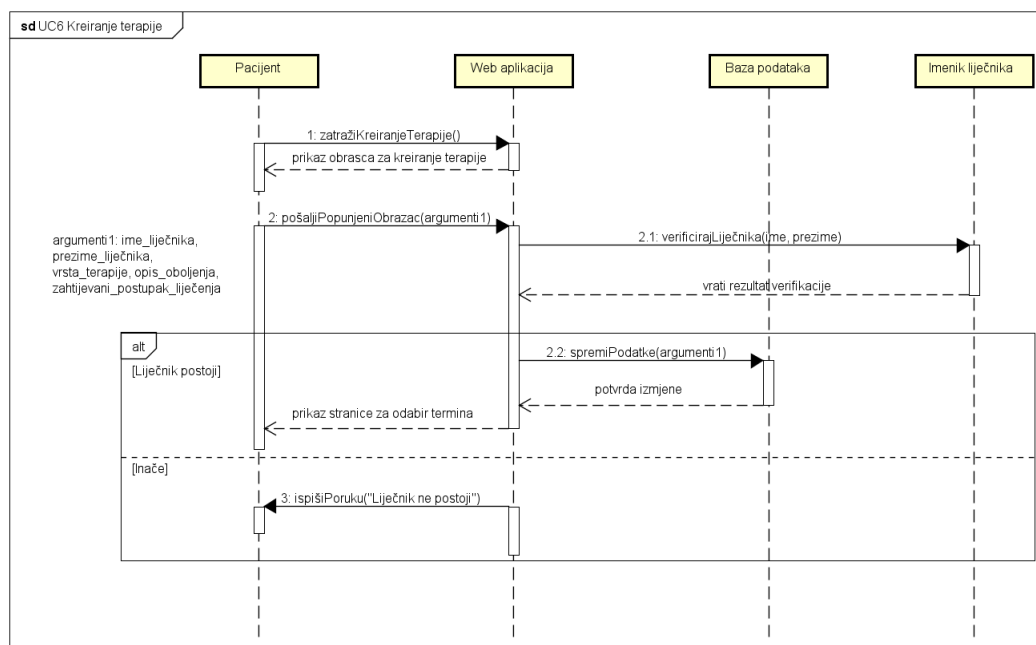 sd UC6 Kreiranje terapije
Pacijent
Web aplikacija
Baza podataka
Imenik liječnika
1: zatražiKreiranjeTerapije()
prikaz obrasca za kreiranje terapije
2: pošaljiPopunjeniObrazac(argumenti1)
argumenti1: ime_liječnika,
prezime_liječnika,
vrsta_terapije, opis_oboljenja,
zahtijevani_postupak_liječenja
2.1: verificirajLiječnika(ime, prezime)
vrati rezultat verifikacije
alt
[Liječnik postoji]
2.2: spremiPodatke(argumenti1)
potvrda izmjene
prikaz stranice za odabir termina
[Inače]
3: ispišiPoruku("Liječnik ne postoji")